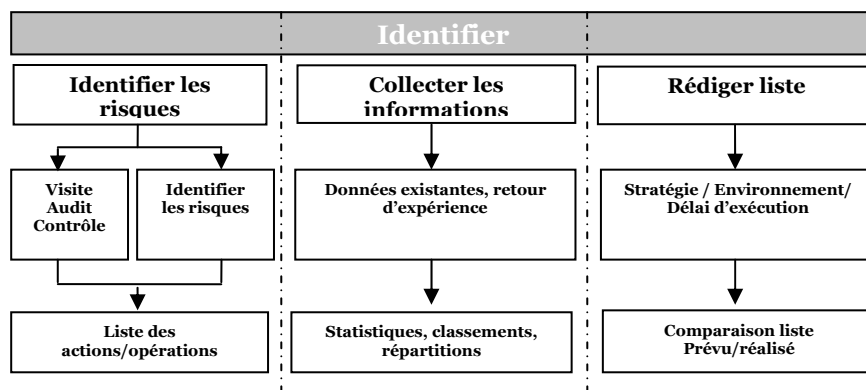 Identifier
Identifier les
risques
Collecter les
informations
Rédiger liste
Visite
Audit
Contrôle
Identifier
les risques
Données existantes, retour
d'expérience
Stratégie / Environnement/
Délai d'exécution
Liste des
actions/opérations
Statistiques, classements,
répartitions
Comparaison liste
Prévu/réalisé